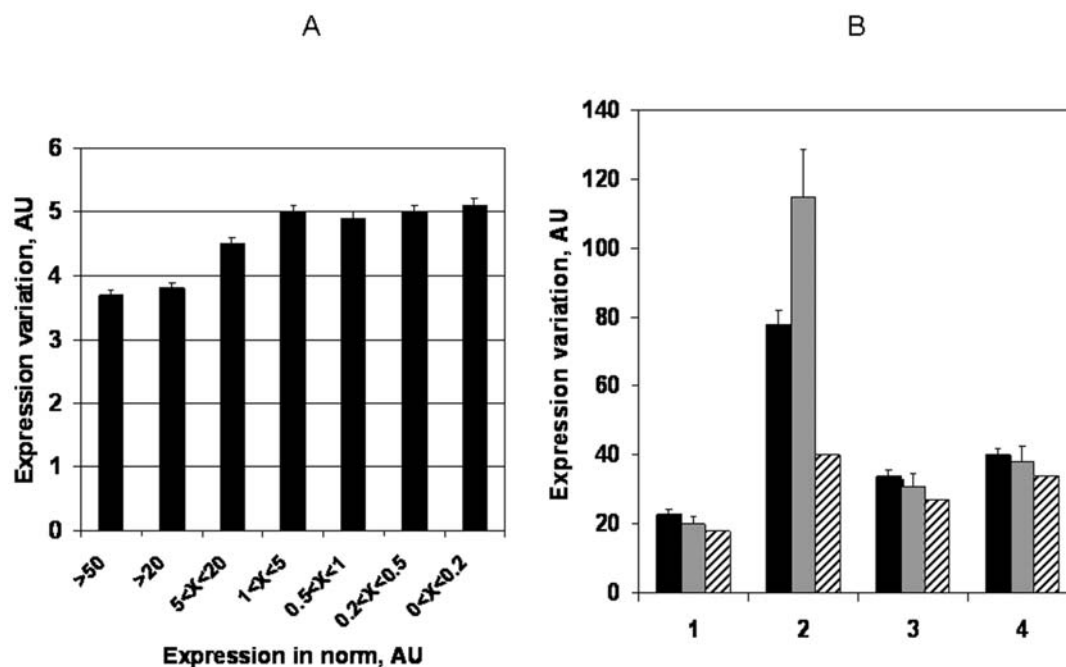 A
B
Expression variation, AU
6
5
4
3
2
1
0
>50
>20
5<X<20
1<X<5
0.5<X<1
0.2<X<0.5
0<X<0.2
Expression in norm, AU
Expression variation, AU
140
120
100
80
60
40
20
0
1
2
3
4